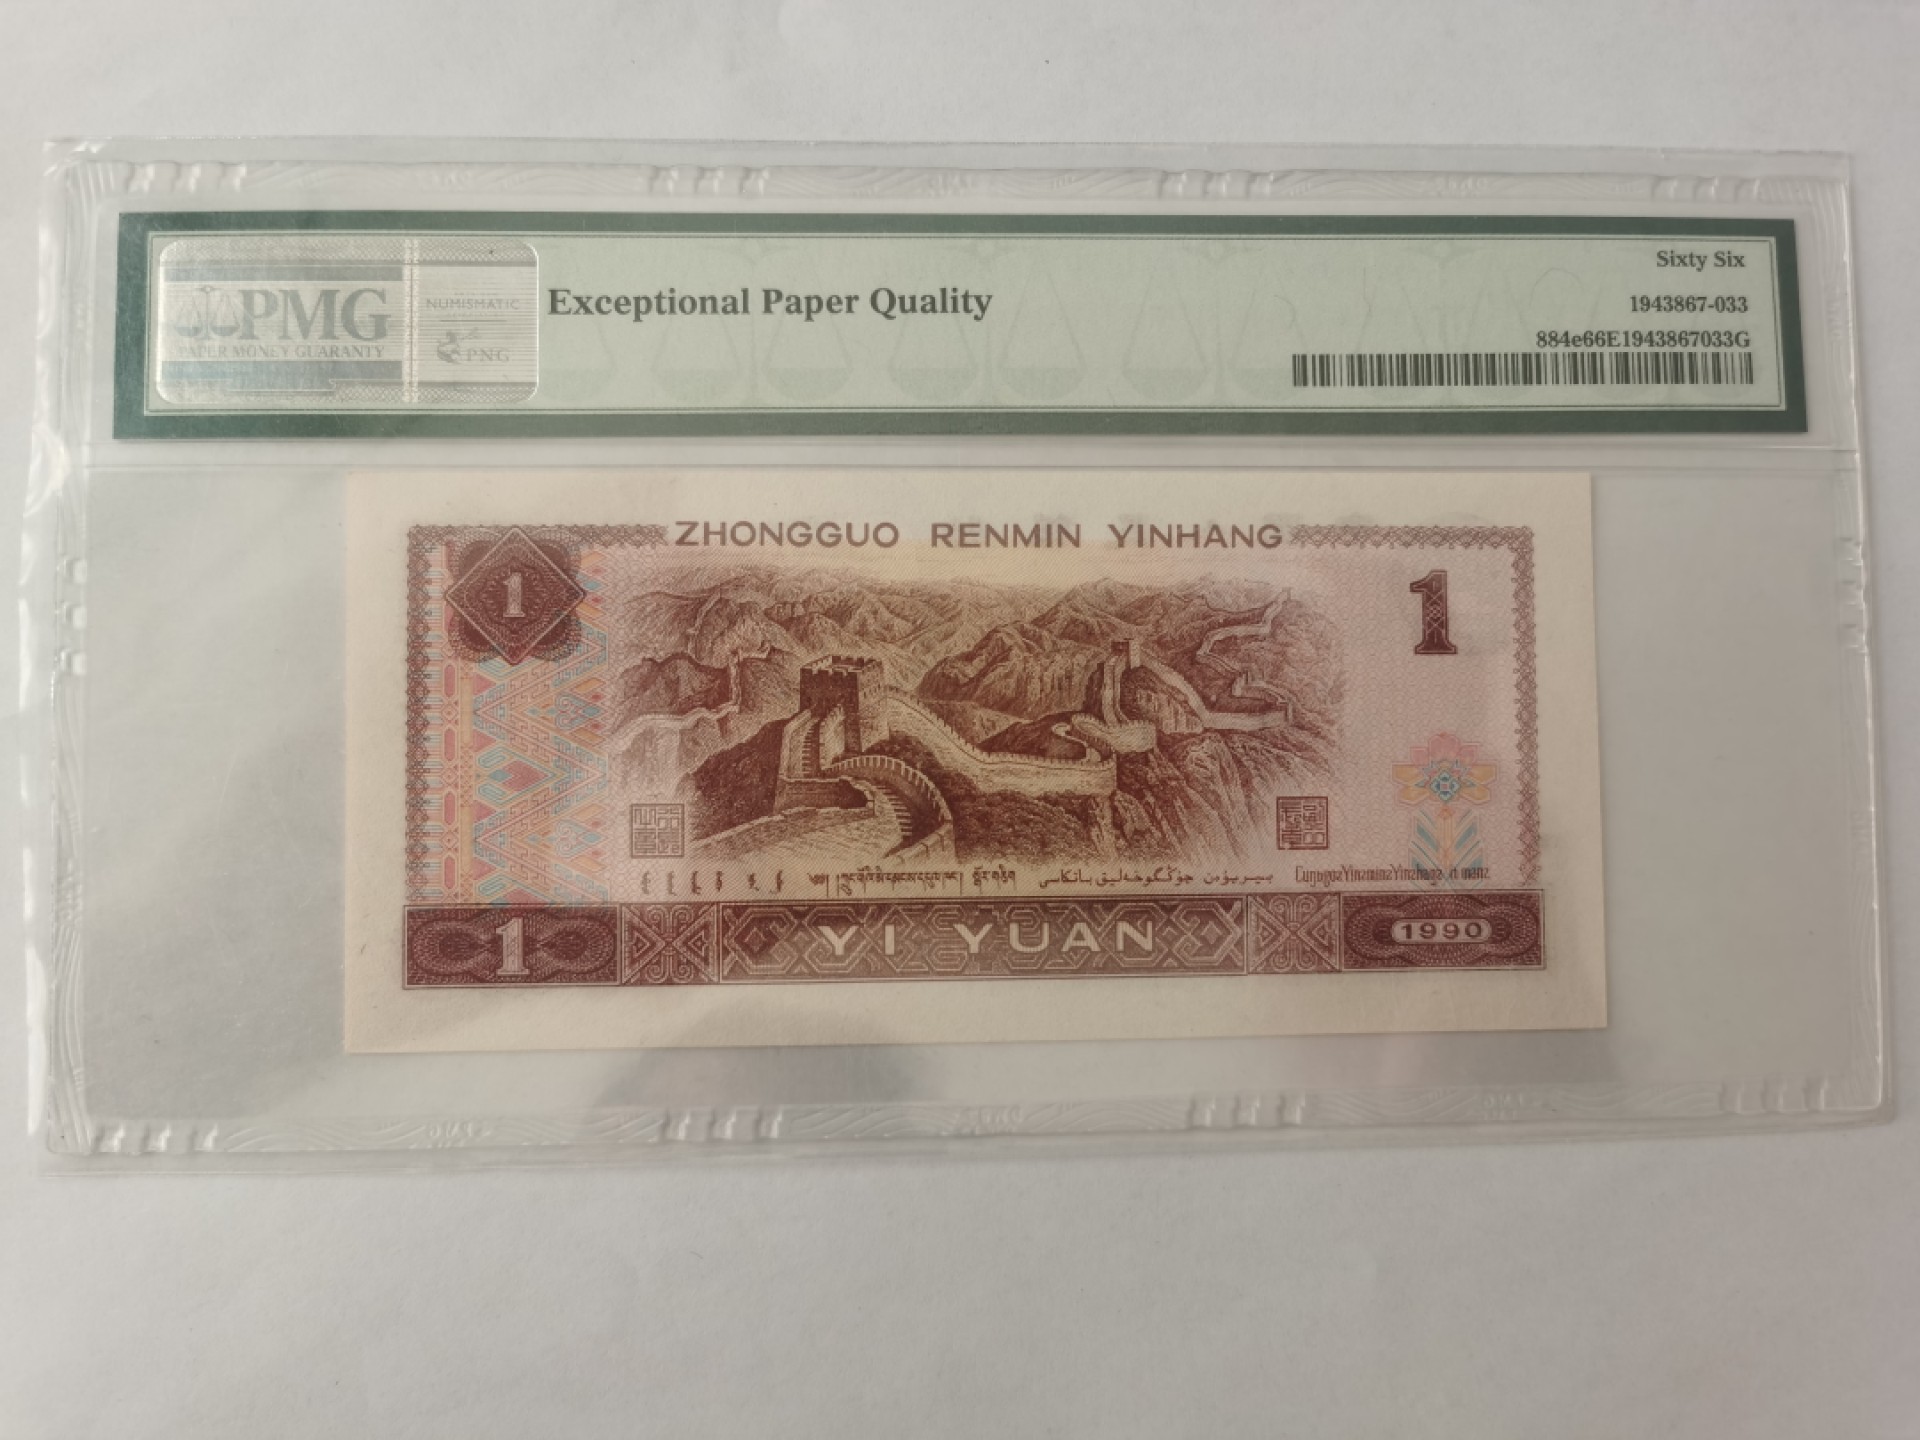 Sixty Six
PMG
PAPER MONEY GUARANTY
NUMISMATIC
PNG
Exceptional Paper Quality
1943867-033
884e66E1943867033G
ZHONGGUO RENMIN YINHANG
1
1
1
YI YUAN
1990